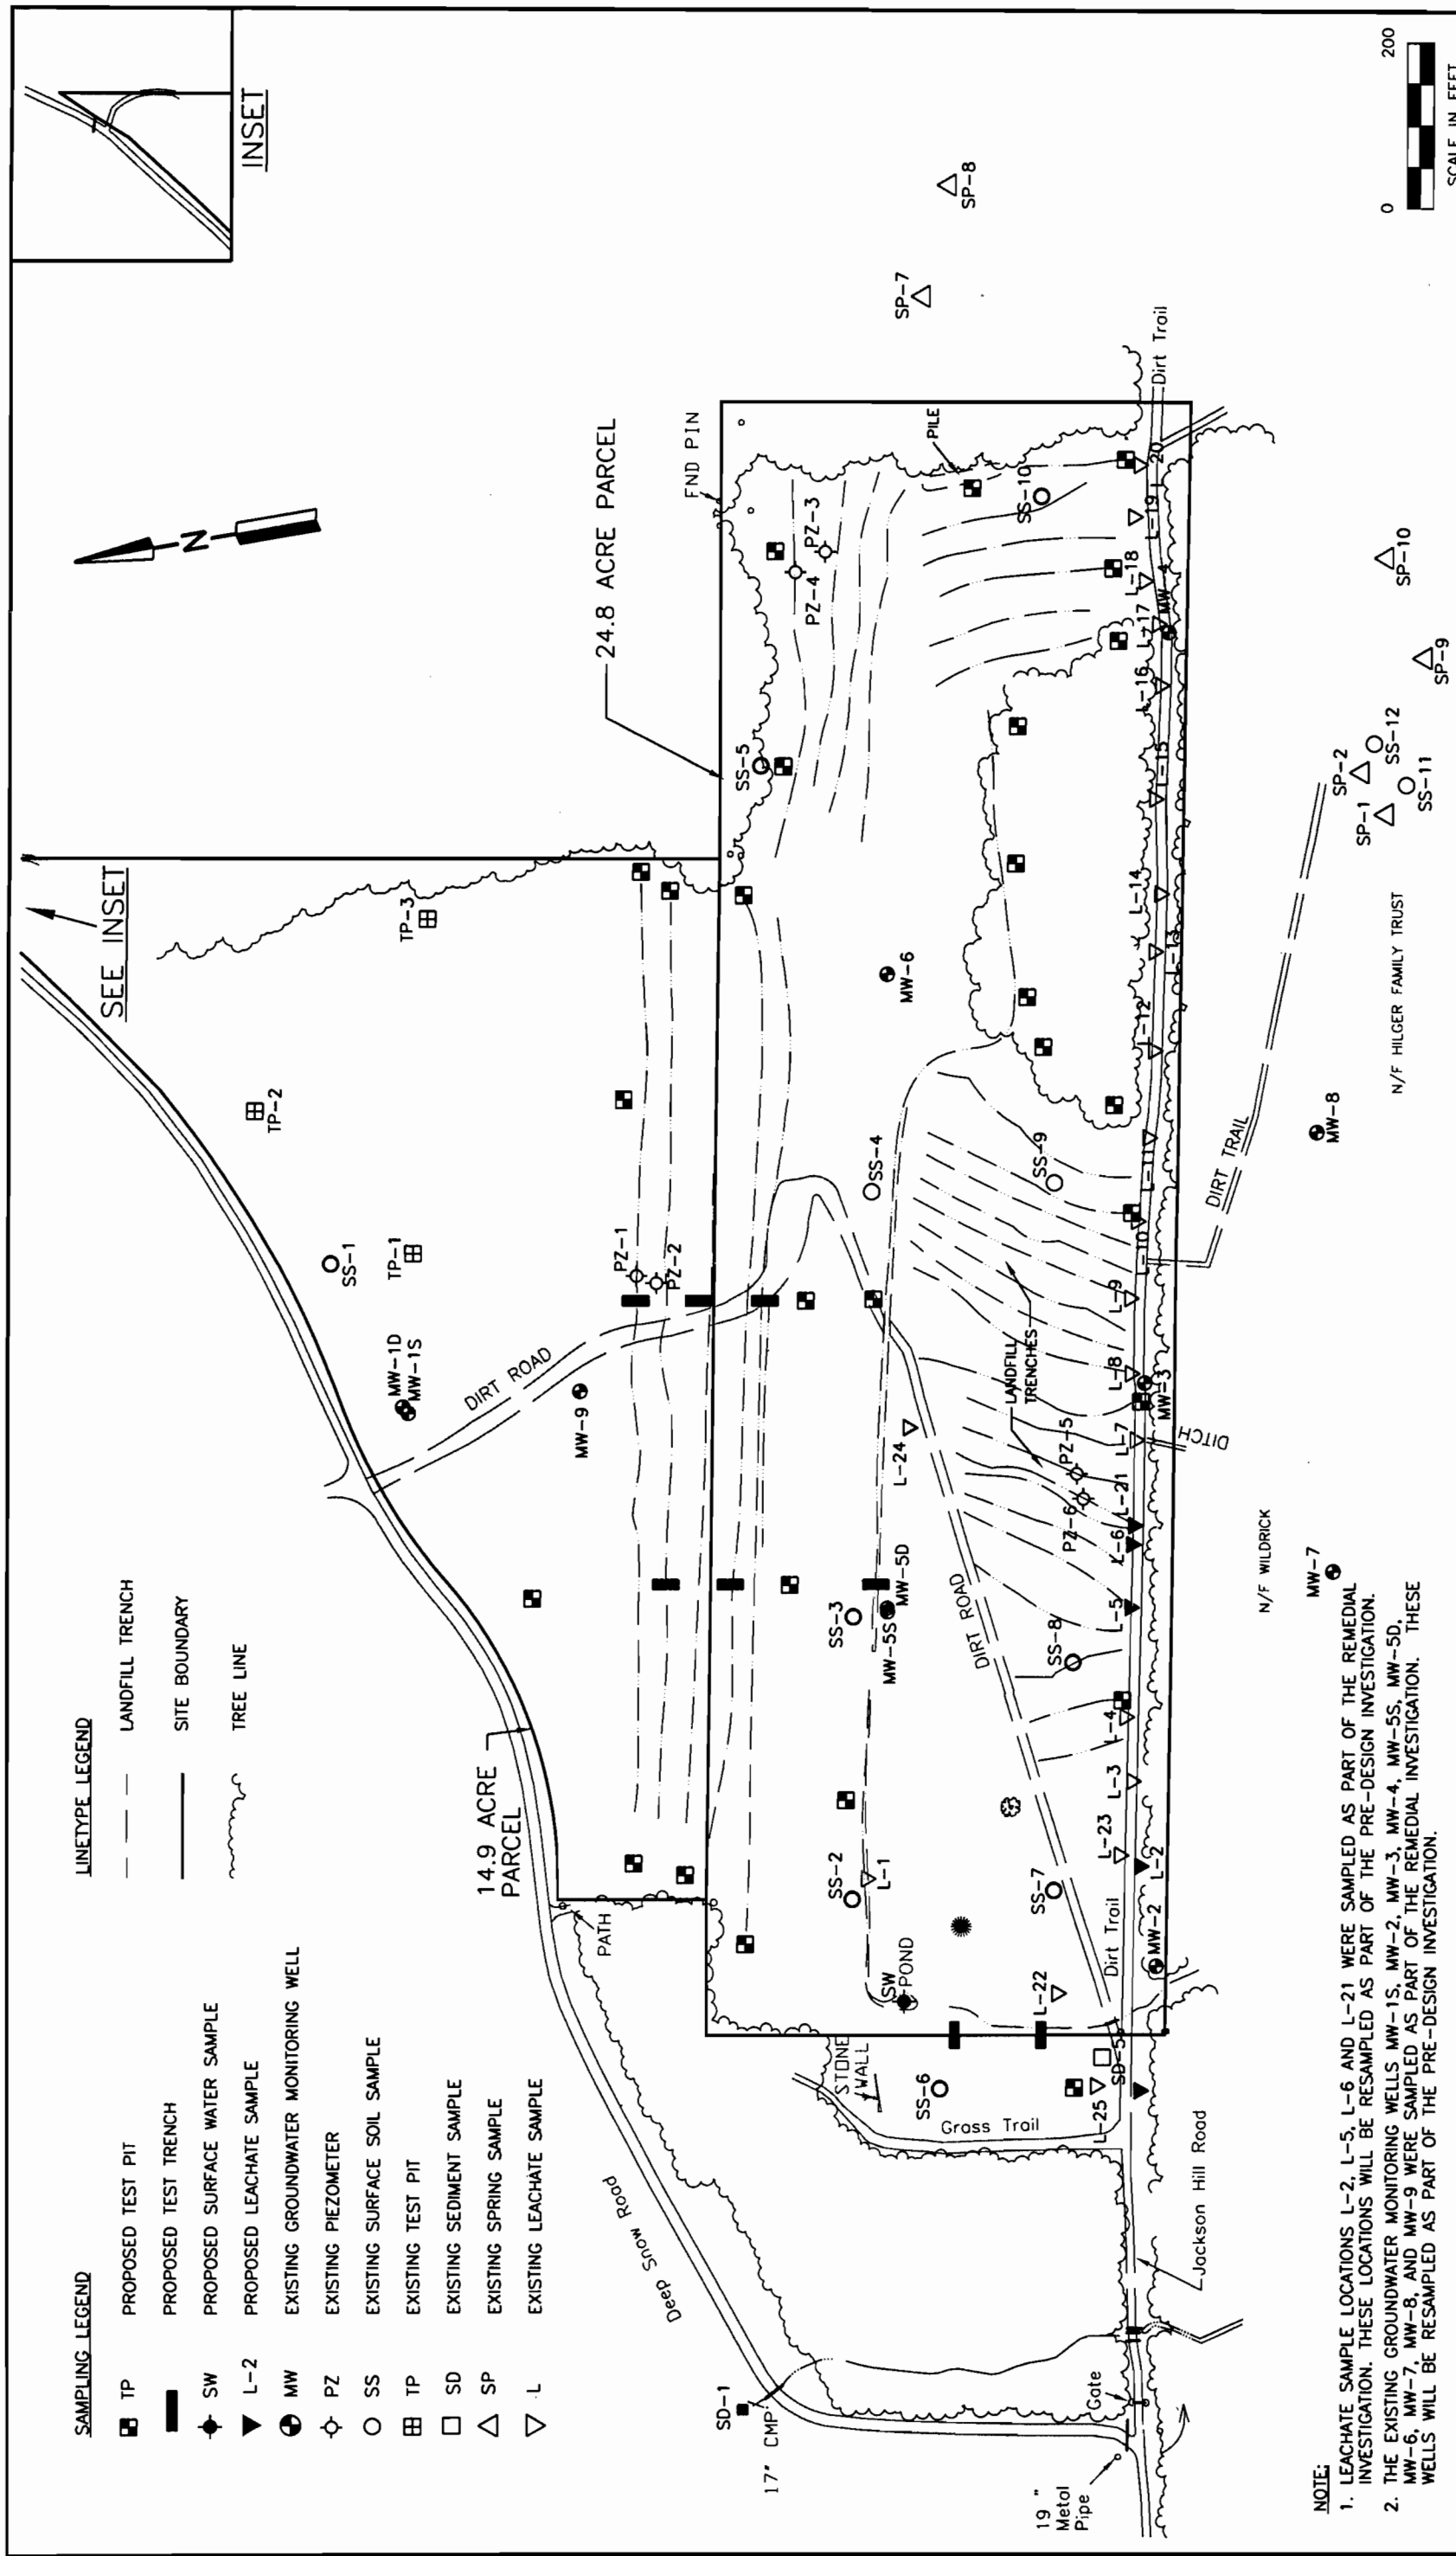 SAMPLING LEGEND
TP PROPOSED TEST PIT
PROPOSED TEST TRENCH
SW PROPOSED SURFACE WATER SAMPLE
L-2 PROPOSED LEACHATE SAMPLE
MW EXISTING GROUNDWATER MONITORING WELL
PZ EXISTING PIEZOMETER
SS EXISTING SURFACE SOIL SAMPLE
TP EXISTING TEST PIT
SD EXISTING SEDIMENT SAMPLE
SP EXISTING SPRING SAMPLE
L EXISTING LEACHATE SAMPLE
LINETYPE LEGEND
LANDFILL TRENCH
SITE BOUNDARY
TREE LINE
SEE INSET
INSET
N
14.9 ACRE
PARCEL
24.8 ACRE PARCEL
FND PIN
PATH
Deep Snow Road
DIRT ROAD
MW-1D
MW-1S
SS-1
TP-1
TP-2
TP-3
MW-9
PZ-1
PZ-2
SS-5
PZ-4
PZ-3
PILE
SS-10
MW-6
SS-4
SS-9
SS-3
MW-5S
MW-5D
L-24
DIRT ROAD
LANDFILL
TRENCHES
PZ-5
PZ-6
SS-8
SS-2
L-1
SS-7
SW
POND
L-22
STONE
WALL
SS-6
Grass Trail
L-25
SD-5
Dirt Trail
MW-2
L-2
L-23
L-3
L-4
L-5
L-6
L-21
L-7
MW-3
L-8
L-9
L-10
L-11
L-12
L-13
L-14
L-15
L-16
L-17
MW-4
L-18
L-19
L-20
Dirt Trail
DITCH
DIRT TRAIL
SD-1
17" CMP
19 "
Metal
Pipe
Gate
Jackson Hill Road
N/F WILDRICK
MW-7
MW-8
N/F HILGER FAMILY TRUST
SP-1
SP-2
SS-11
SS-12
SP-9
SP-10
SP-7
SP-8
0 200
SCALE IN FEET
NOTE:
1. LEACHATE SAMPLE LOCATIONS L-2, L-5, L-6 AND L-21 WERE SAMPLED AS PART OF THE REMEDIAL
INVESTIGATION. THESE LOCATIONS WILL BE RESAMPLED AS PART OF THE PRE-DESIGN INVESTIGATION.
2. THE EXISTING GROUNDWATER MONITORING WELLS MW-1S, MW-2, MW-3, MW-4, MW-5S, MW-5D,
MW-6, MW-7, MW-8, AND MW-9 WERE SAMPLED AS PART OF THE REMEDIAL INVESTIGATION. THESE
WELLS WILL BE RESAMPLED AS PART OF THE PRE-DESIGN INVESTIGATION.